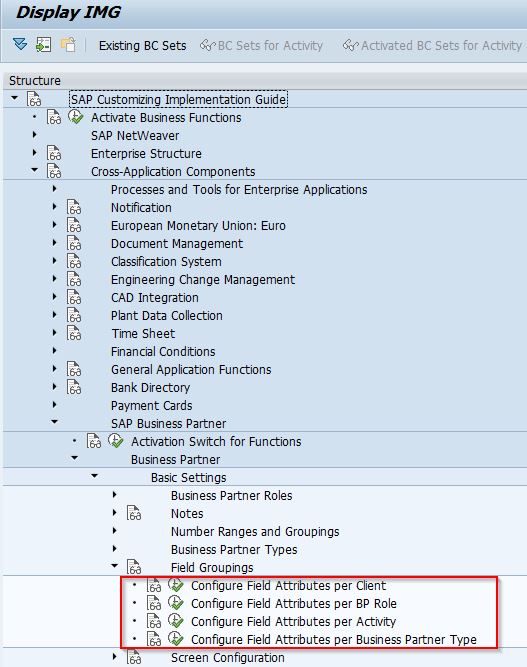 Display IMG
Existing BC Sets BC Sets for Activity Activated BC Sets for Activity
Structure
SAP Customizing Implementation Guide
Activate Business Functions
SAP NetWeaver
Enterprise Structure
Cross-Application Components
Processes and Tools for Enterprise Applications
Notification
European Monetary Union: Euro
Document Management
Classification System
Engineering Change Management
CAD Integration
Plant Data Collection
Time Sheet
Financial Conditions
General Application Functions
Bank Directory
Payment Cards
SAP Business Partner
Activation Switch for Functions
Business Partner
Basic Settings
Business Partner Roles
Notes
Number Ranges and Groupings
Business Partner Types
Field Groupings
Configure Field Attributes per Client
Configure Field Attributes per BP Role
Configure Field Attributes per Activity
Configure Field Attributes per Business Partner Type
Screen Configuration